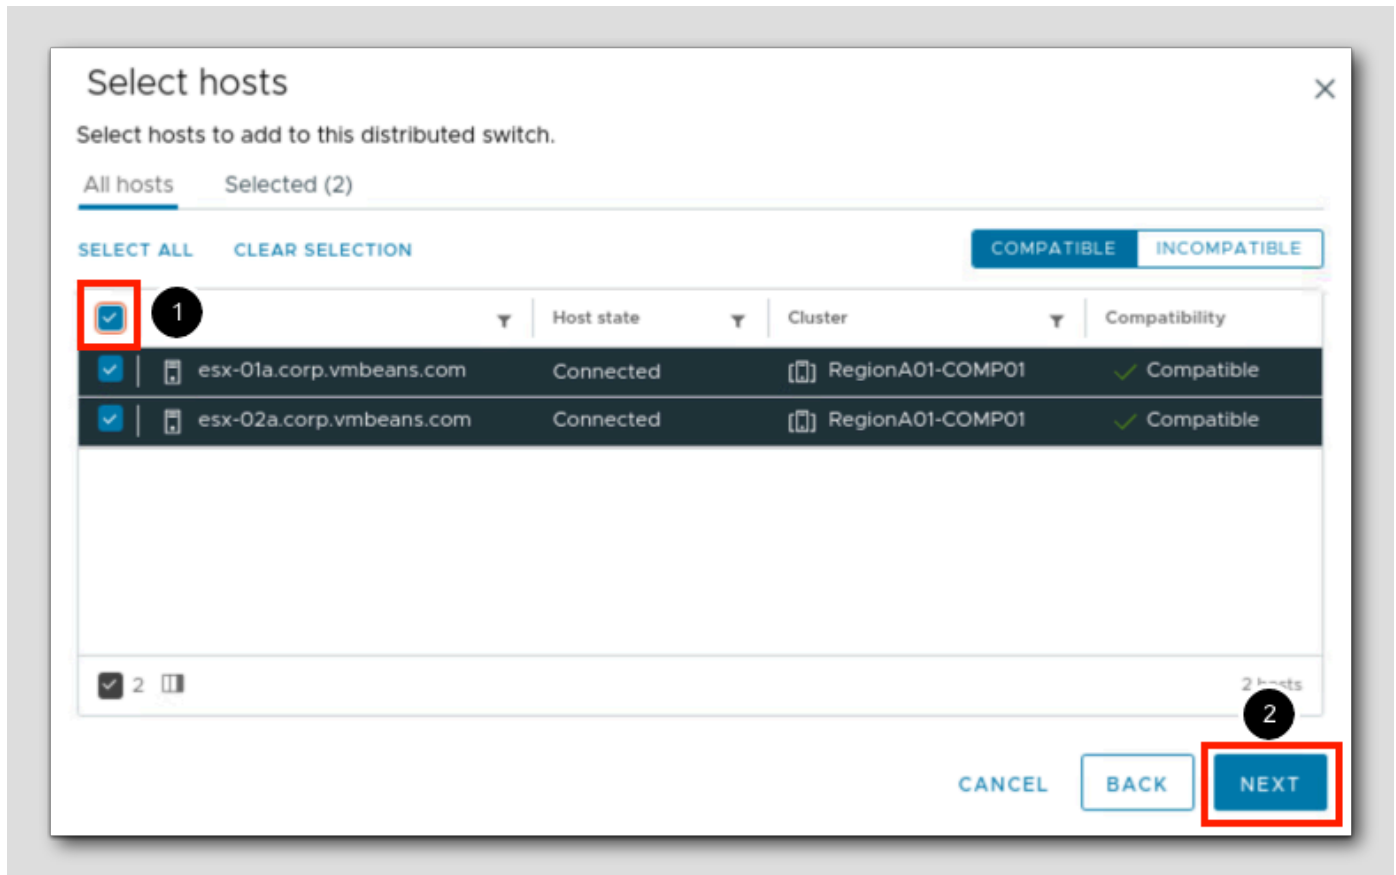 Select hosts
Select hosts to add to this distributed switch.
All hosts Selected (2)
SELECT ALL CLEAR SELECTION COMPATIBLE INCOMPATIBLE
1 Host state Cluster Compatibility
esx-01a.corp.vmbeans.com Connected RegionA01-COMP01 Compatible
esx-02a.corp.vmbeans.com Connected RegionA01-COMP01 Compatible
2 2 hosts
2
CANCEL BACK NEXT